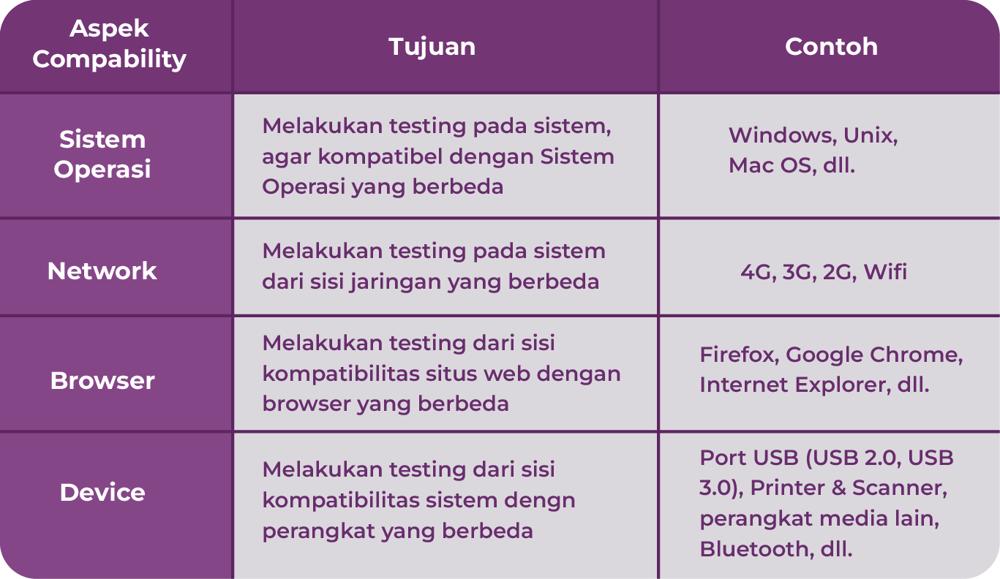 Aspek
Compability
Tujuan
Contoh
Sistem
Operasi
Melakukan testing pada sistem,
agar kompatibel dengan Sistem
Operasi yang berbeda
Windows, Unix,
Mac OS, dll.
Network
Melakukan testing pada sistem
dari sisi jaringan yang berbeda
4G, 3G, 2G, Wifi
Browser
Melakukan testing dari sisi
kompatibilitas situs web dengan
browser yang berbeda
Firefox, Google Chrome,
Internet Explorer, dll.
Device
Melakukan testing dari sisi
kompatibilitas sistem dengn
perangkat yang berbeda
Port USB (USB 2.0, USB
3.0), Printer & Scanner,
perangkat media lain,
Bluetooth, dll.